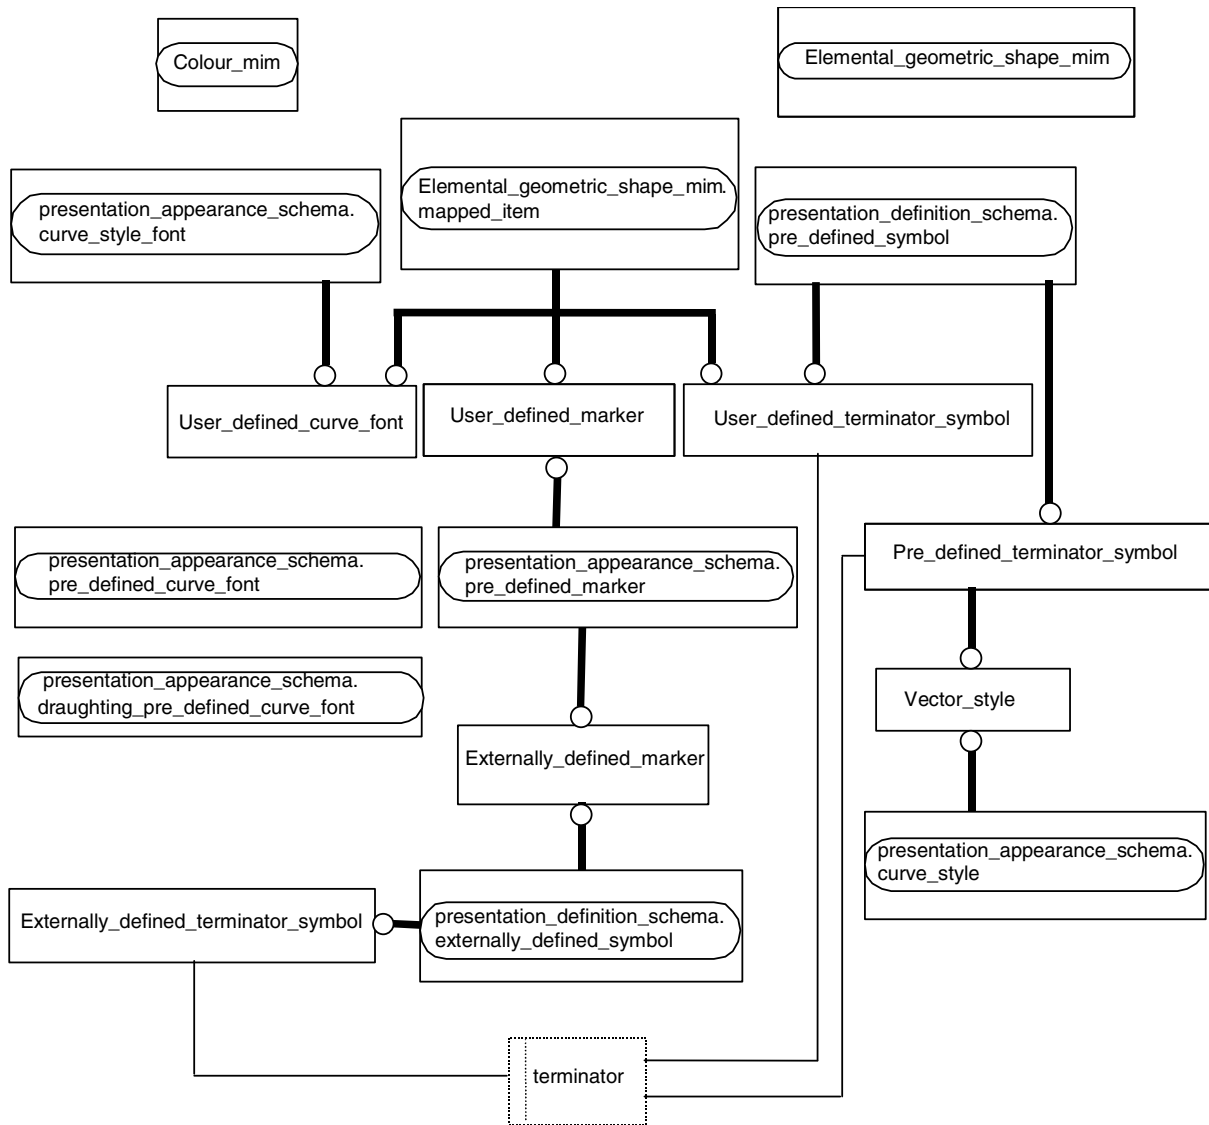 Colour_mim
Elemental_geometric_shape_mim
presentation_appearance_schema.
curve_style_font
Elemental_geometric_shape_mim.
mapped_item
presentation_definition_schema.
pre_defined_symbol
User_defined_curve_font
User_defined_marker
User_defined_terminator_symbol
presentation_appearance_schema.
pre_defined_curve_font
presentation_appearance_schema.
pre_defined_marker
Pre_defined_terminator_symbol
presentation_appearance_schema.
draughting_pre_defined_curve_font
Vector_style
Externally_defined_marker
presentation_appearance_schema.
curve_style
Externally_defined_terminator_symbol
presentation_definition_schema.
externally_defined_symbol
terminator